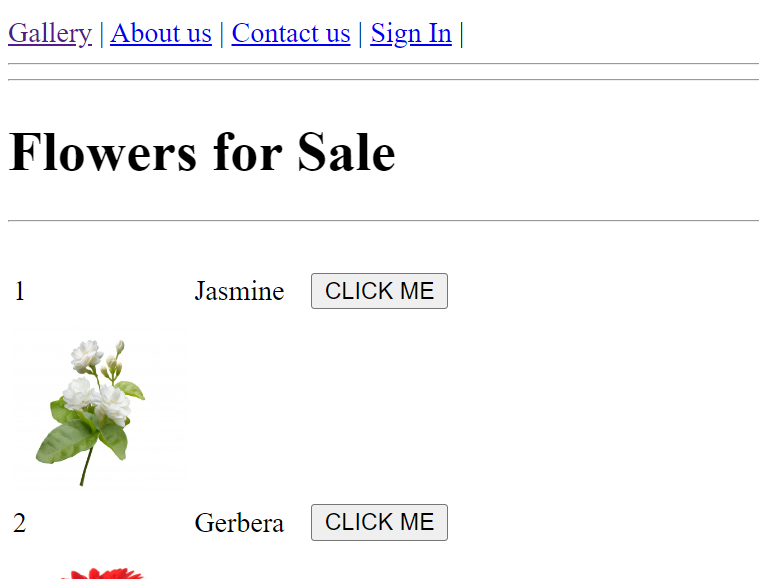 Gallery | About us | Contact us | Sign In |
Flowers for Sale
1 Jasmine CLICK ME
2 Gerbera CLICK ME